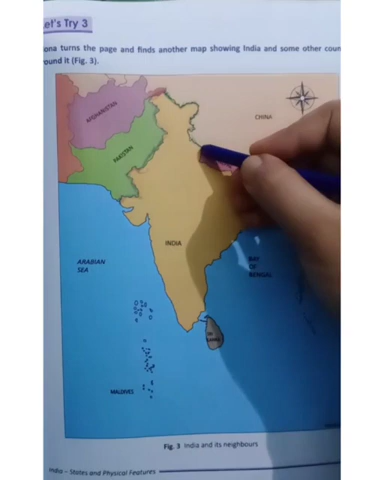 et's Try 3
ona turns the page and finds another map showing India and some other coun
ound it (Fig. 3).
AFGHANISTAN
CHINA
PAKISTAN
INDIA
ARABIAN
SEA
BAY
OF
BENGAL
MALDIVES
Fig. 3 India and its neighbours
India – States and Physical Features